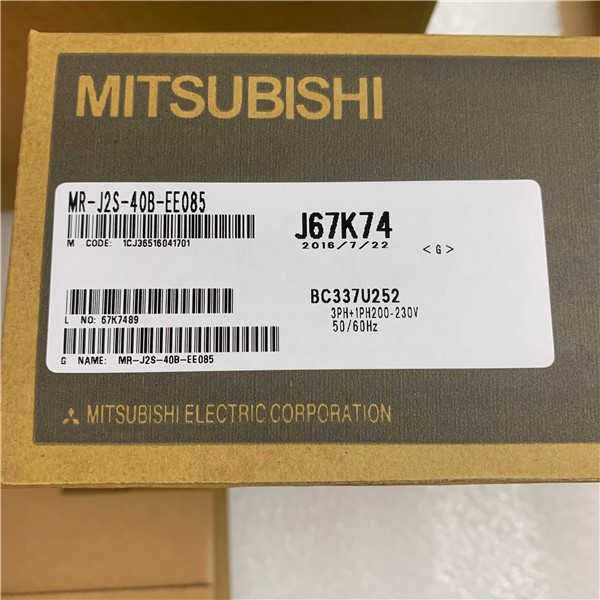 MITSUBISHI
MR-J2S-40B-EE085
M CODE: 1CJ36516041701
J67K74
2016/7/22
<G>
L NO: 67K7489
BC337U252
3PH+1PH200-230V
50/60Hz
G NAME: MR-J2S-40B-EE085
MITSUBISHI ELECTRIC CORPORATION